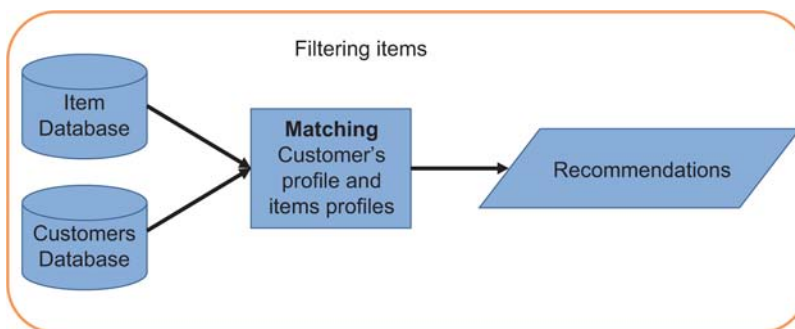 Filtering items
Item
Database
Matching
Customer's
profile and
items profiles
Recommendations
Customers
Database